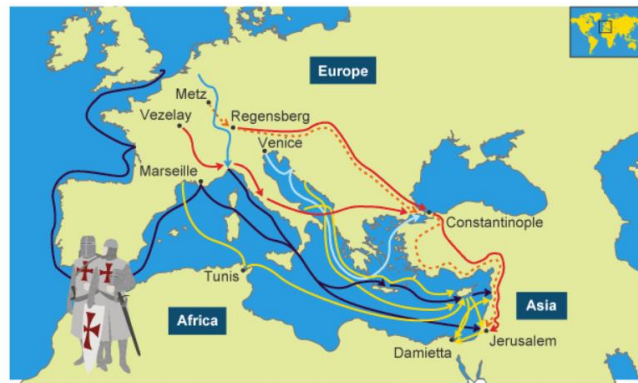 Europe
Metz
Regensberg
Vezelay
Venice
Marseille
Constantinople
Tunis
Asia
Africa
Jerusalem
Damietta